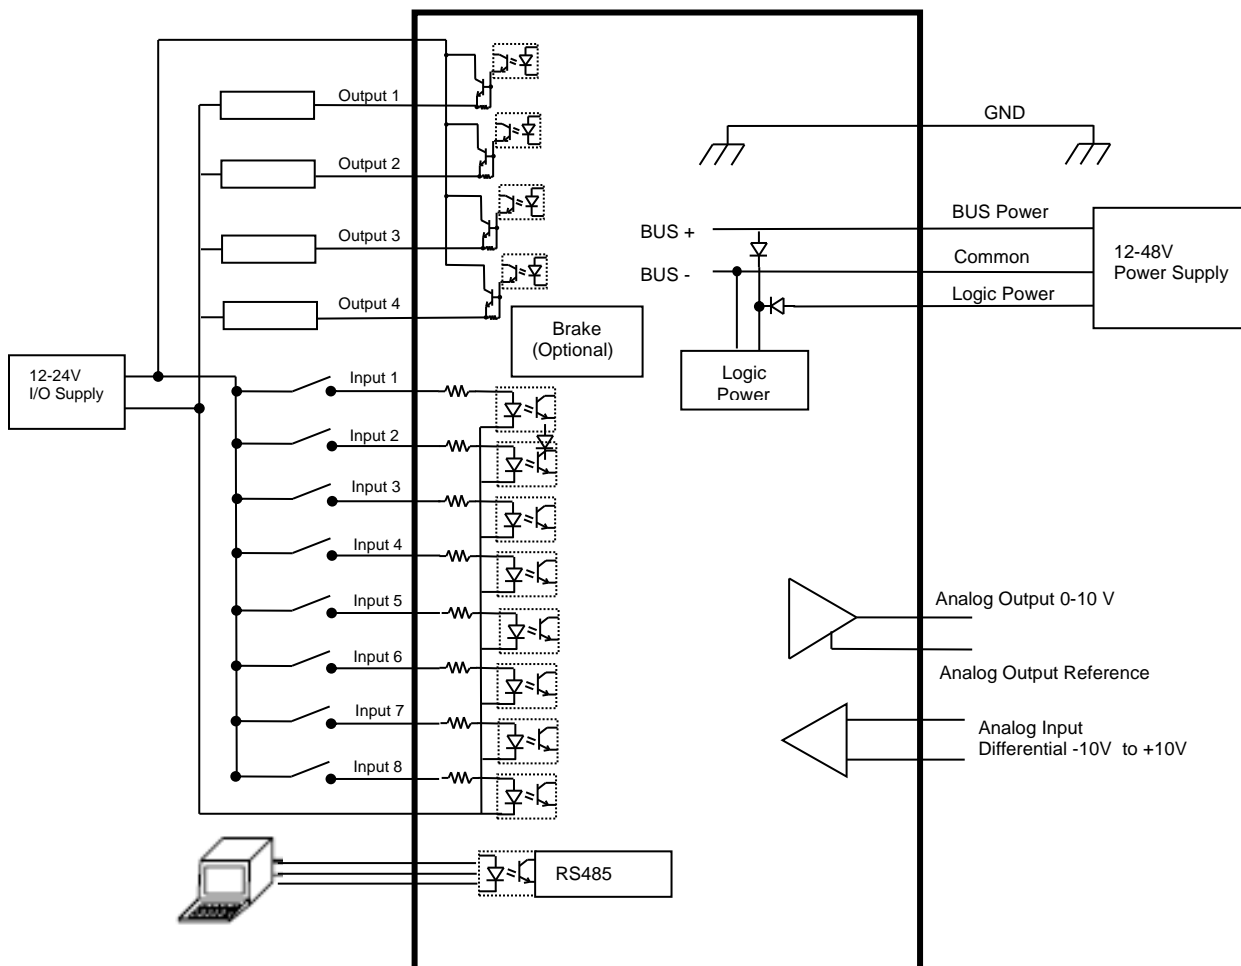 Output 1
Output 2
Output 3
Output 4
12-24V
I/O Supply
Brake
(Optional)
Input 1
Input 2
Input 3
Input 4
Input 5
Input 6
Input 7
Input 8
RS485
GND
BUS +
BUS -
BUS Power
Common
Logic Power
12-48V
Power Supply
Logic
Power
Analog Output 0-10 V
Analog Output Reference
Analog Input
Differential -10V to +10V